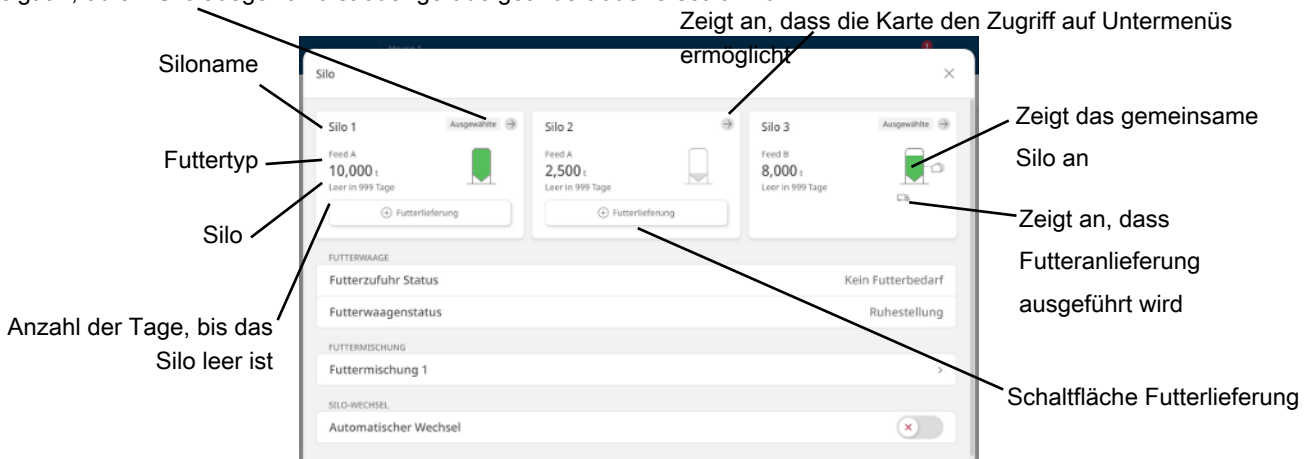 Zeigt an, dass die Karte den Zugriff auf Untermenüs
ermöglicht
Siloname
Futtertyp
Silo
Anzahl der Tage, bis das
Silo leer ist
Silo
Silo 1
Ausgewählte
Feed A
10,000 t
Leer in 999 Tage
Futterlieferung
Silo 2
Feed A
2,500 t
Leer in 999 Tage
Futterlieferung
Silo 3
Ausgewählte
Feed B
8,000 t
Leer in 999 Tage
FUTTERWAAGE
Futterzufuhr Status
Kein Futterbedarf
Futterwaagenstatus
Ruhestellung
FUTTERMISCHUNG
Futtermischung 1
SILO-WECHSEL
Automatischer Wechsel
Zeigt das gemeinsame
Silo an
Zeigt an, dass
Futteranlieferung
ausgeführt wird
Schaltfläche Futterlieferung